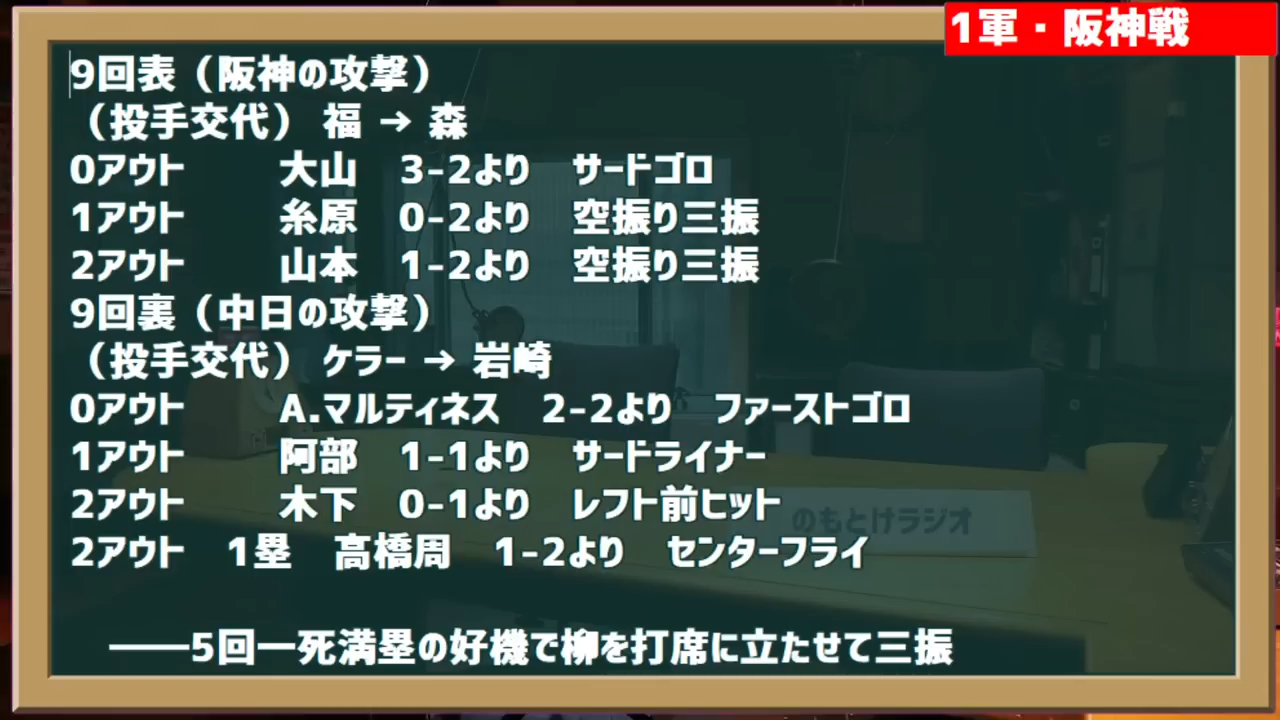 1軍・阪神戦
9回表（阪神の攻撃）
（投手交代） 福 → 森
0アウト　　大山　3-2より　サードゴロ
1アウト　　糸原　0-2より　空振り三振
2アウト　　山本　1-2より　空振り三振
9回裏（中日の攻撃）
（投手交代） ケラー → 岩崎
0アウト　　A.マルティネス　2-2より　ファーストゴロ
1アウト　　阿部　1-1より　サードライナー
2アウト　　木下　0-1より　レフト前ヒット
2アウト　1塁　高橋周　1-2より　センターフライ
のもとけラジオ
――5回一死満塁の好機で柳を打席に立たせて三振